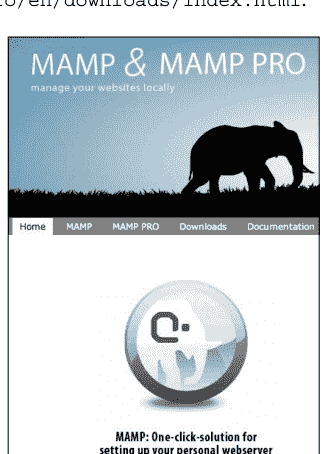 o/en/downloads/index.html.
MAMP & MAMP PRO
manage your websites locally
Home MAMP MAMP PRO Downloads Documentation
MAMP: One-click-solution for
setting up your personal webserver